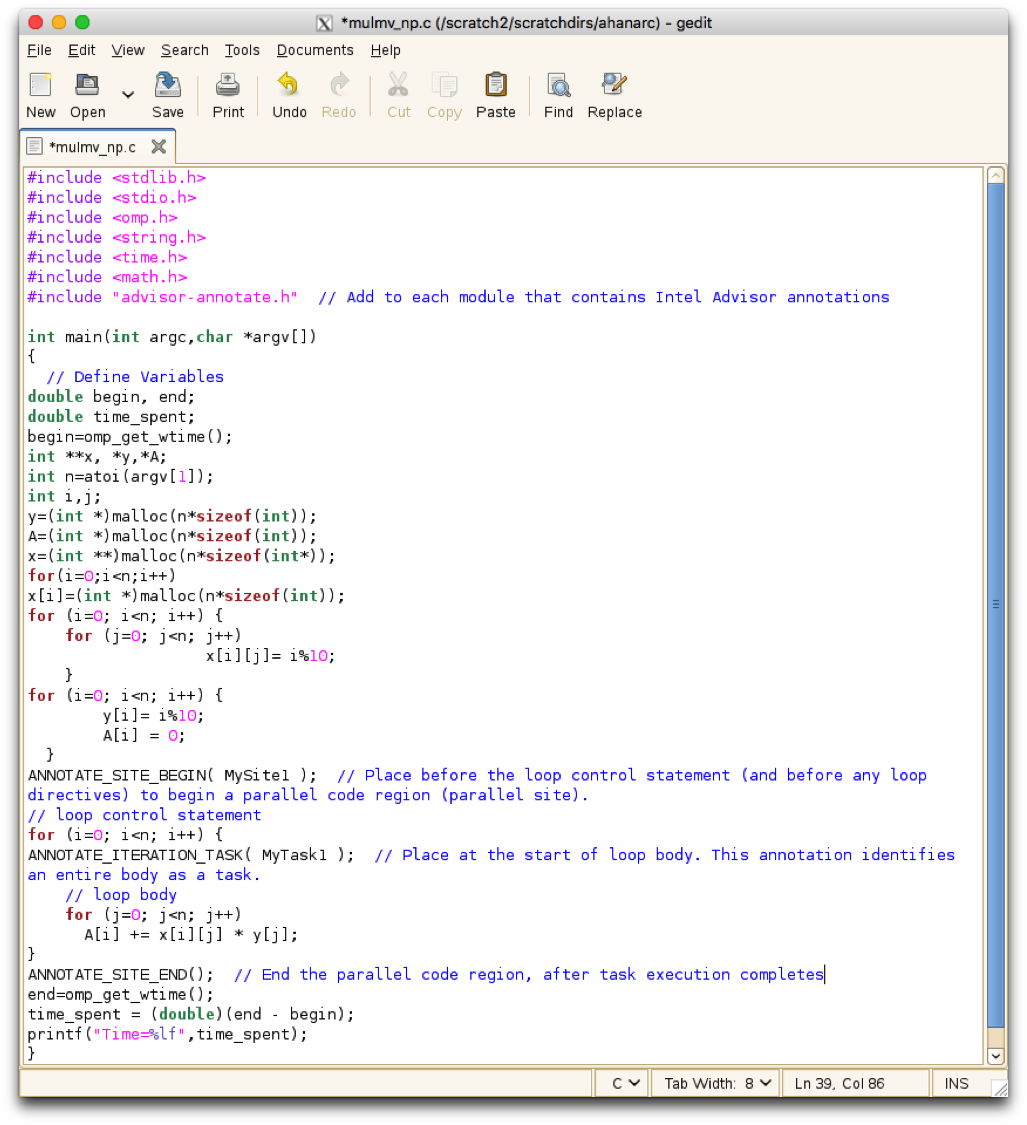 *mulmv_np.c (/scratch2/scratchdirs/ahanarc) - gedit
File Edit View Search Tools Documents Help
New Open Save Print Undo Redo Cut Copy Paste Find Replace
*mulmv_np.c
#include <stdlib.h>
#include <stdio.h>
#include <omp.h>
#include <string.h>
#include <time.h>
#include <math.h>
#include "advisor-annotate.h"  // Add to each module that contains Intel Advisor annotations

int main(int argc,char *argv[])
{
  // Define Variables
double begin, end;
double time_spent;
begin=omp_get_wtime();
int **x, *y,*A;
int n=atoi(argv[1]);
int i,j;
y=(int *)malloc(n*sizeof(int));
A=(int *)malloc(n*sizeof(int));
x=(int **)malloc(n*sizeof(int*));
for(i=0;i<n;i++)
x[i]=(int *)malloc(n*sizeof(int));
for (i=0; i<n; i++) {
    for (j=0; j<n; j++)
                   x[i][j]= i%10;
    }
for (i=0; i<n; i++) {
        y[i]= i%10;
        A[i] = 0;
  }
ANNOTATE_SITE_BEGIN( MySite1 );  // Place before the loop control statement (and before any loop
directives) to begin a parallel code region (parallel site).
// loop control statement
for (i=0; i<n; i++) {
ANNOTATE_ITERATION_TASK( MyTask1 );  // Place at the start of loop body. This annotation identifies
an entire body as a task.
    // loop body
    for (j=0; j<n; j++)
      A[i] += x[i][j] * y[j];
}
ANNOTATE_SITE_END();  // End the parallel code region, after task execution completes
end=omp_get_wtime();
time_spent = (double)(end - begin);
printf("Time=%lf",time_spent);
}
C Tab Width: 8 Ln 39, Col 86 INS